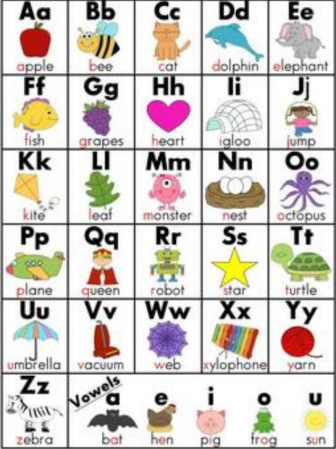 Aa Bb Cc Dd Ee
apple bee cat dolphin elephant
Ff Gg Hh Ii Jj
fish grapes heart igloo jump
Kk Ll Mm Nn Oo
kite leaf monster nest octopus
Pp Qq Rr Ss Tt
plane queen robot star turtle
Uu Vv Ww Xx Yy
umbrella vacuum web xylophone yarn
Zz Vowels a e i o u
zebra bat hen pig frog sun